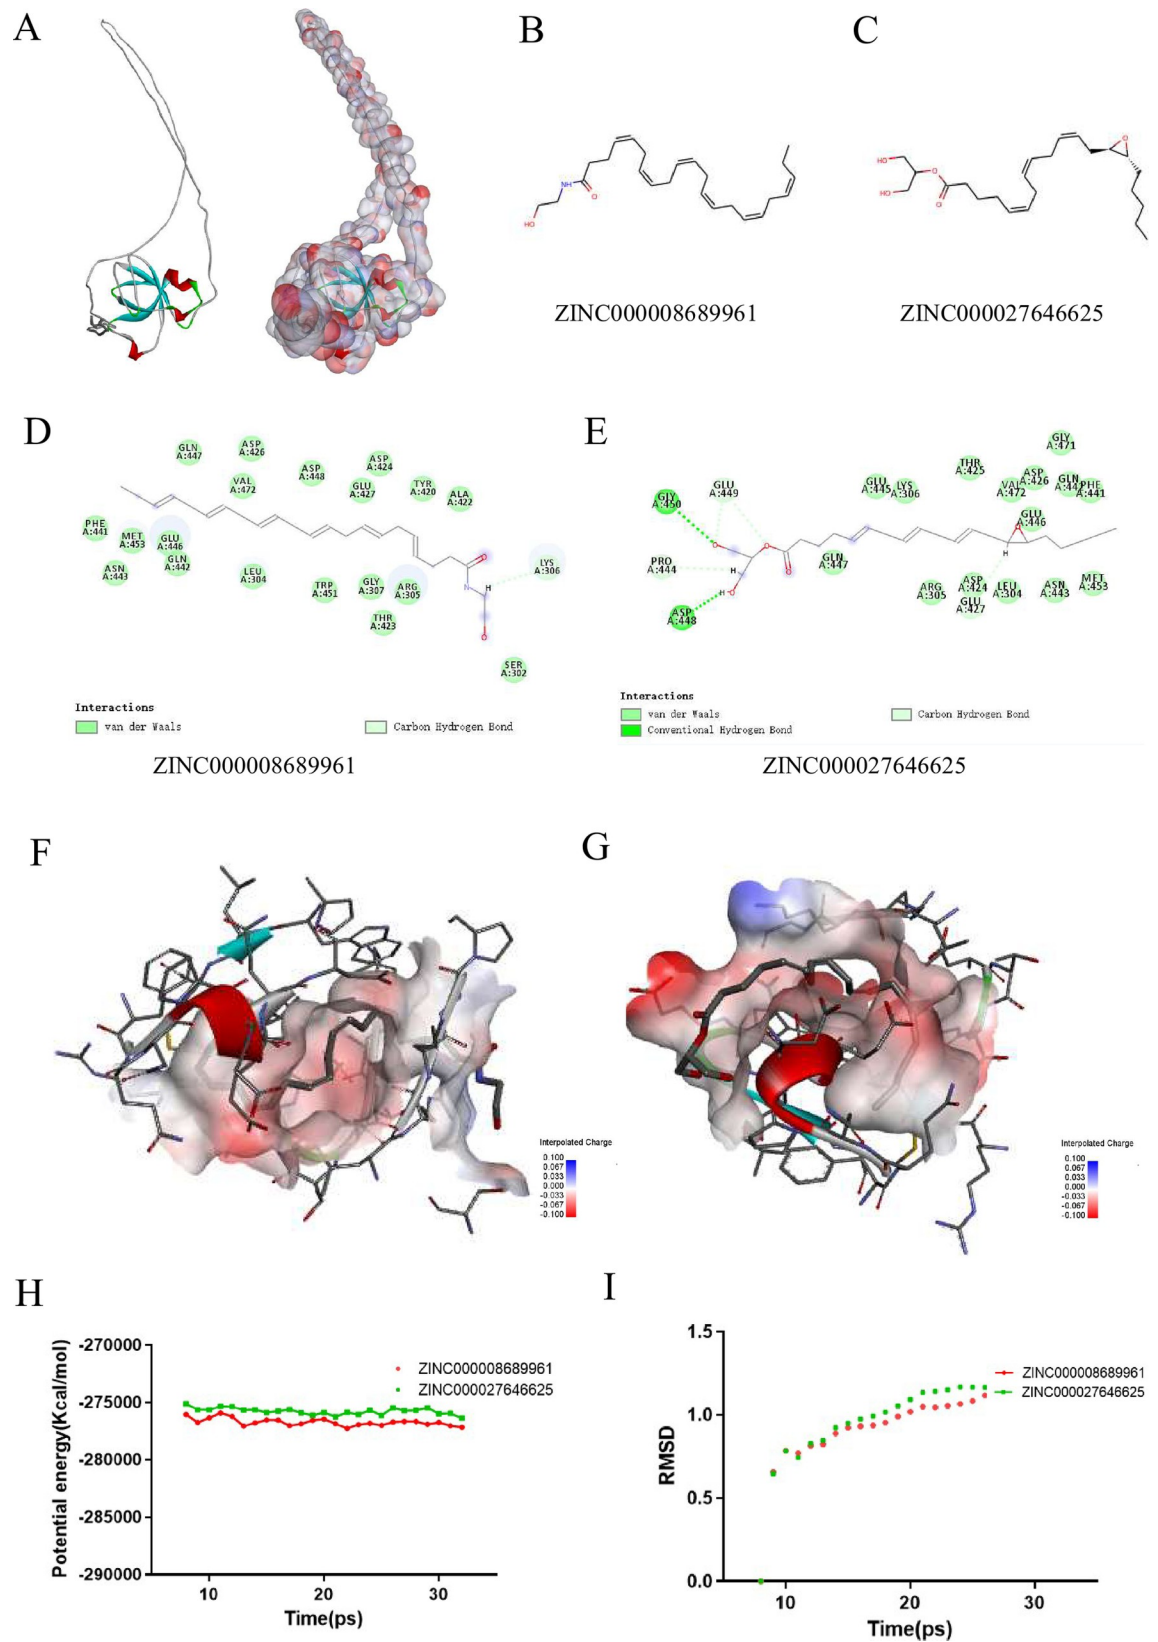 A
B
C
HO
NH
O
HO
HO
O
O
O
ZINC000008689961
ZINC000027646625
D
GLN
A:447
ASP
A:426
ASP
A:448
ASP
A:424
VAL
A:472
GLU
A:427
TYR
A:420
ALA
A:422
PHE
A:441
MET
A:453
GLU
A:446
GLN
A:442
ASN
A:443
LEU
A:304
TRP
A:451
GLY
A:307
ARG
A:305
THR
A:423
LYS
A:306
SER
A:302
H
Interactions
van der Waals
Carbon Hydrogen Bond
ZINC000008689961
E
GLY
A:450
GLU
A:449
PRO
A:444
ASP
A:448
GLU
A:445
LYS
A:306
THR
A:425
GLY
A:471
VAL
A:472
ASP
A:426
GLN
A:442
PHE
A:441
GLU
A:446
GLN
A:447
ARG
A:305
ASP
A:424
GLU
A:427
LEU
A:304
ASN
A:443
MET
A:453
H
H
H
Interactions
van der Waals
Conventional Hydrogen Bond
Carbon Hydrogen Bond
ZINC000027646625
F
Interpolated Charge
0.100
0.067
0.033
0.000
-0.033
-0.067
-0.100
G
Interpolated Charge
0.100
0.067
0.033
0.000
-0.033
-0.067
-0.100
H
Potential energy(Kcal/mol)
-270000
-275000
-280000
-285000
-290000
10
20
30
Time(ps)
ZINC000008689961
ZINC000027646625
I
RMSD
1.5
1.0
0.5
0.0
10
20
30
Time(ps)
ZINC000008689961
ZINC000027646625